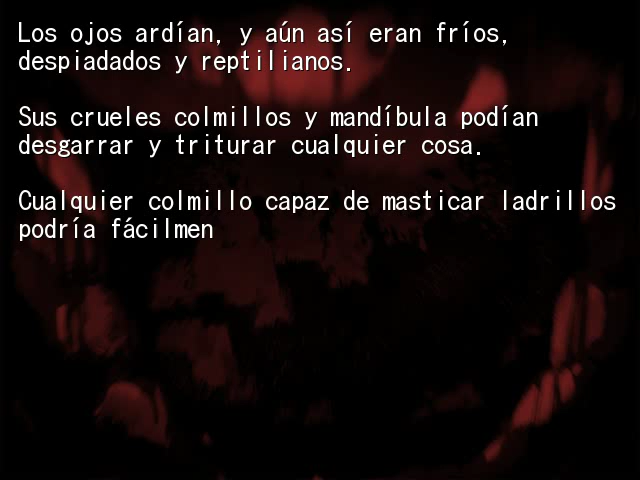 Los ojos ardían, y aún así eran fríos,
despiadados y reptilianos.
Sus crueles colmillos y mandíbula podían
desgarrar y triturar cualquier cosa.
Cualquier colmillo capaz de masticar ladrillos
podría fácilmen